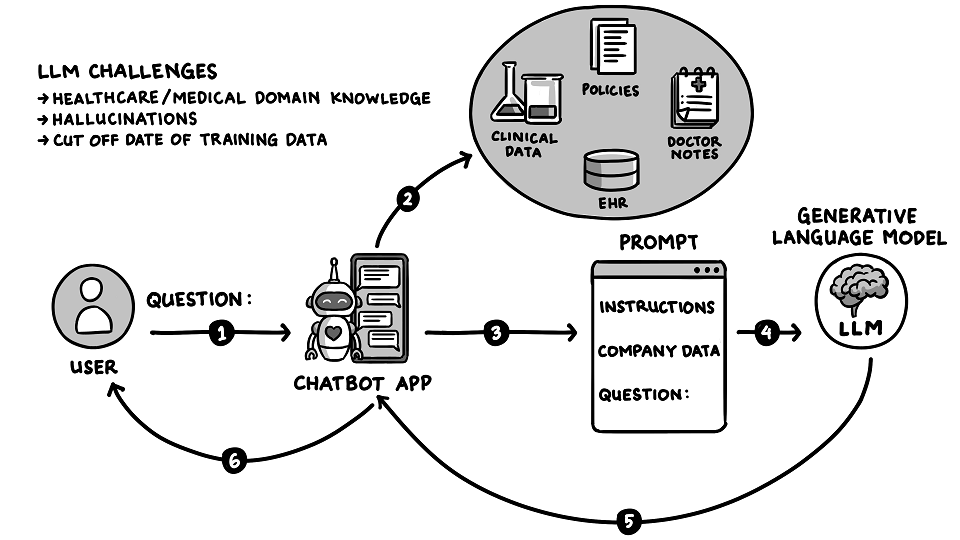 LLM CHALLENGES
→ HEALTHCARE/MEDICAL DOMAIN KNOWLEDGE
→ HALLUCINATIONS
→ CUT OFF DATE OF TRAINING DATA
POLICIES
CLINICAL
DATA
DOCTOR
NOTES
EHR
2
GENERATIVE
LANGUAGE MODEL
PROMPT
QUESTION:
1
USER
CHATBOT APP
3
INSTRUCTIONS
COMPANY DATA
QUESTION:
4
LLM
6
5